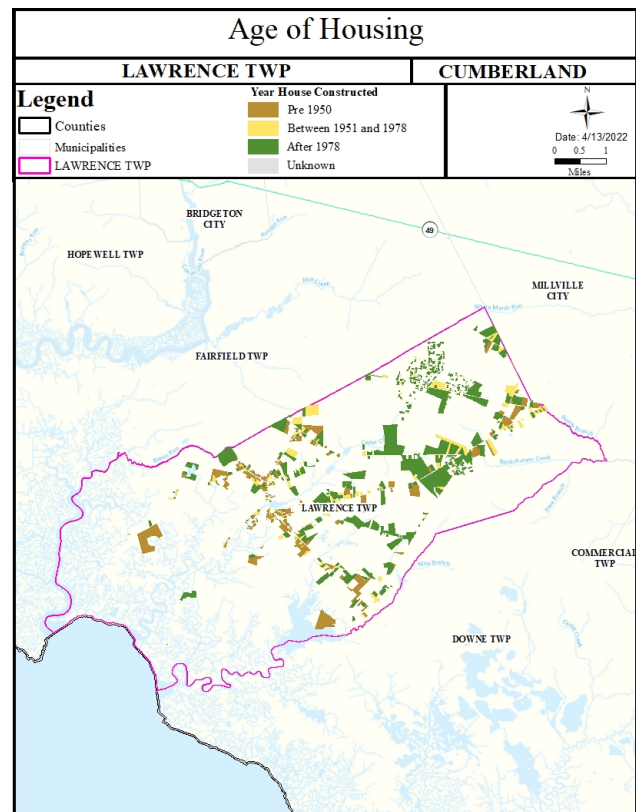 Age of Housing
LAWRENCE TWP
CUMBERLAND
Legend
Counties
Municipalities
LAWRENCE TWP
Year House Constructed
Pre 1950
Between 1951 and 1978
After 1978
Unknown
N
Date: 4/13/2022
0 0.5 1
Miles
BRIDGETON
CITY
49
HOPEWELL TWP
Mill Creek
MILLVILLE
CITY
FAIRFIELD TWP
Buckshutem Creek
LAWRENCE TWP
COMMERCIAL
TWP
Mile Branch
DOWNE TWP
Cedar Creek